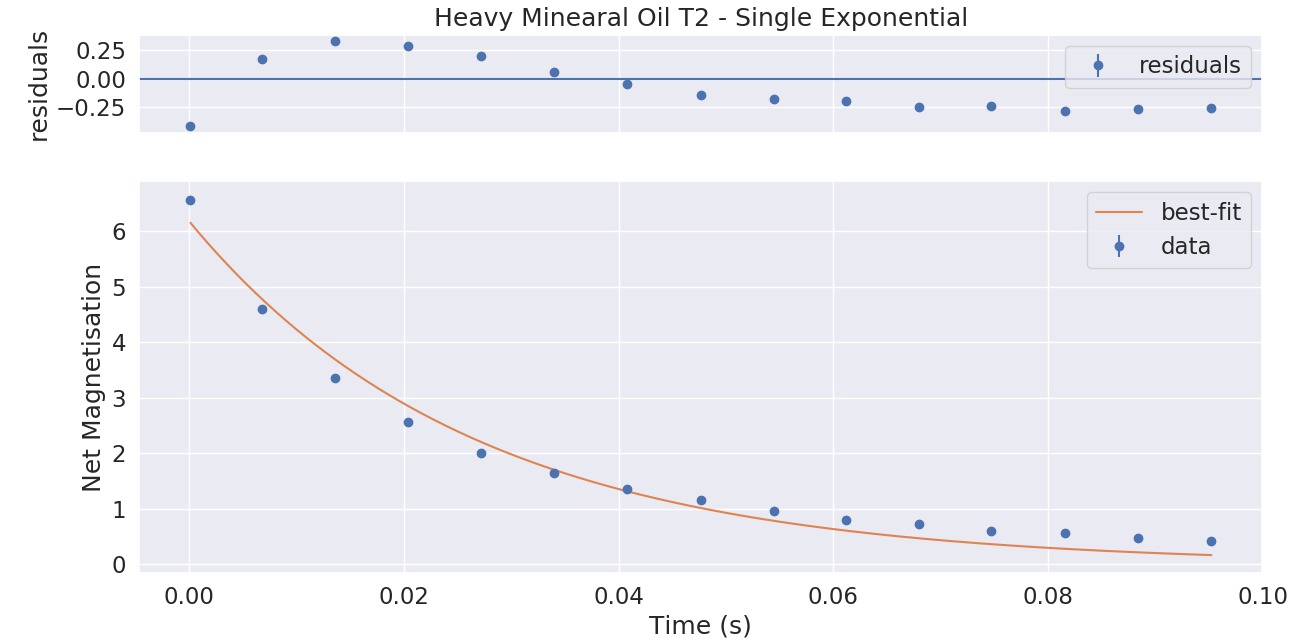 Heavy Minearal Oil T2 - Single Exponential
residuals
0.25
0.00
−0.25
residuals
Net Magnetisation
6
5
4
3
2
1
0
best-fit
data
0.00 0.02 0.04 0.06 0.08 0.10
Time (s)